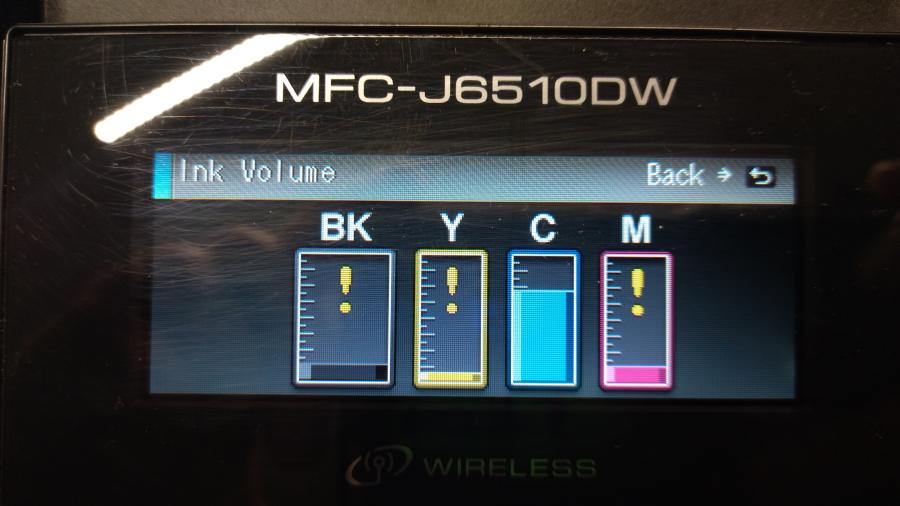 MFC-J6510DW
Ink Volume Back
BK Y C M
! ! !
WIRELESS